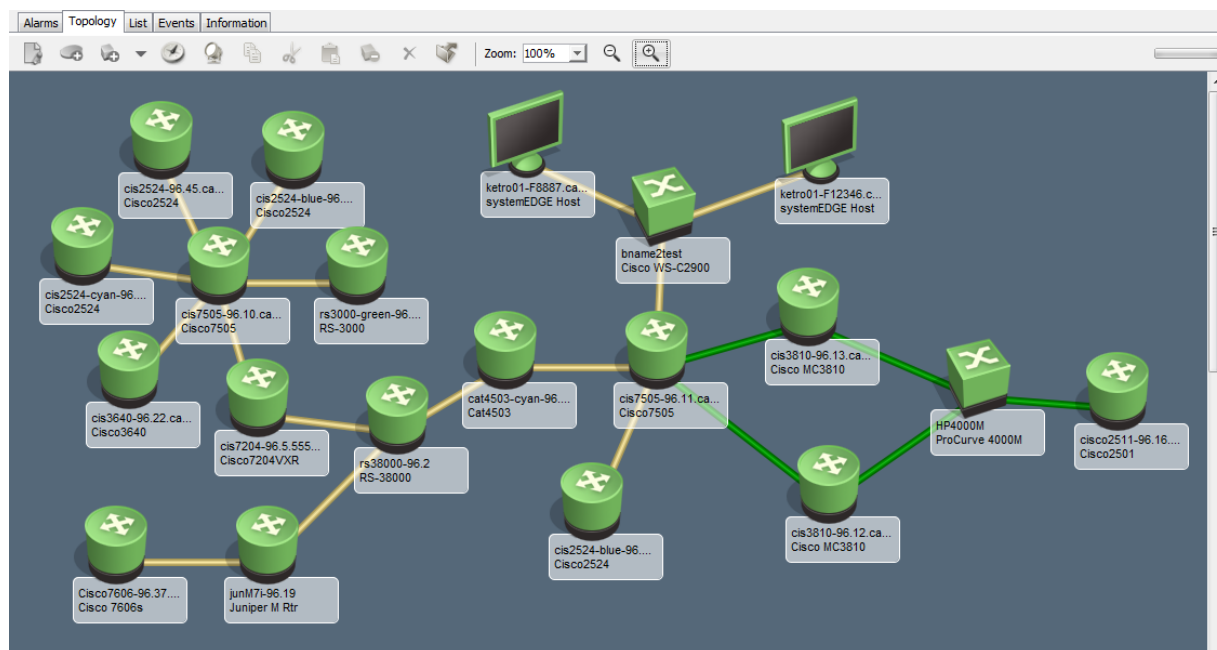 Alarms Topology List Events Information
Zoom: 100%
cis2524-96.45.ca...
Cisco2524
cis2524-blue-96....
Cisco2524
ketro01-F8887.ca...
systemEDGE Host
ketro01-F12346.c...
systemEDGE Host
bname2test
Cisco WS-C2900
cis2524-cyan-96....
Cisco2524
cis7505-96.10.ca...
Cisco7505
rs3000-green-96....
RS-3000
cis3810-96.13.ca...
Cisco MC3810
cis3640-96.22.ca...
Cisco3640
cat4503-cyan-96....
Cat4503
cis7505-96.11.ca...
Cisco7505
HP4000M
ProCurve 4000M
cisco2511-96.16....
Cisco2501
cis7204-96.5.555...
Cisco7204VXR
rs38000-96.2
RS-38000
cis3810-96.12.ca...
Cisco MC3810
cis2524-blue-96....
Cisco2524
Cisco7606-96.37....
Cisco 7606s
junM7i-96.19
Juniper M Rtr